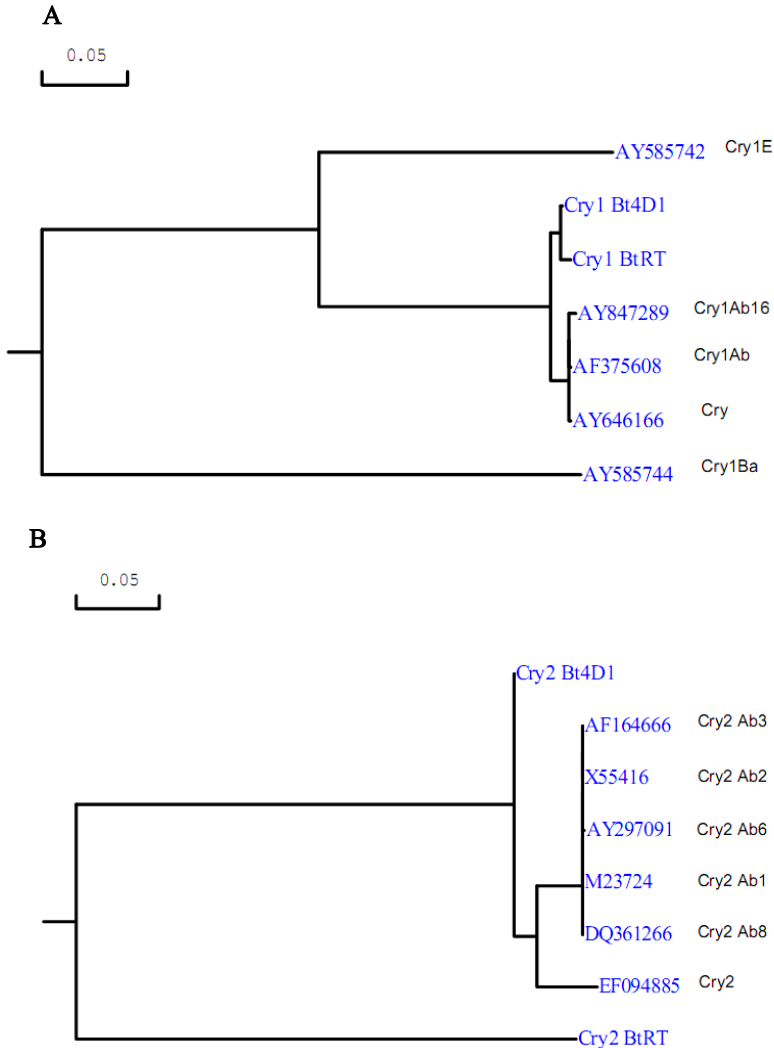 A
0.05
AY585742 Cry1E
Cry1 Bt4D1
Cry1 BtRT
AY847289 Cry1Ab16
AF375608 Cry1Ab
AY646166 Cry
AY585744 Cry1Ba
B
0.05
Cry2 Bt4D1
AF164666 Cry2 Ab3
X55416 Cry2 Ab2
AY297091 Cry2 Ab6
M23724 Cry2 Ab1
DQ361266 Cry2 Ab8
EF094885 Cry2
Cry2 BtRT